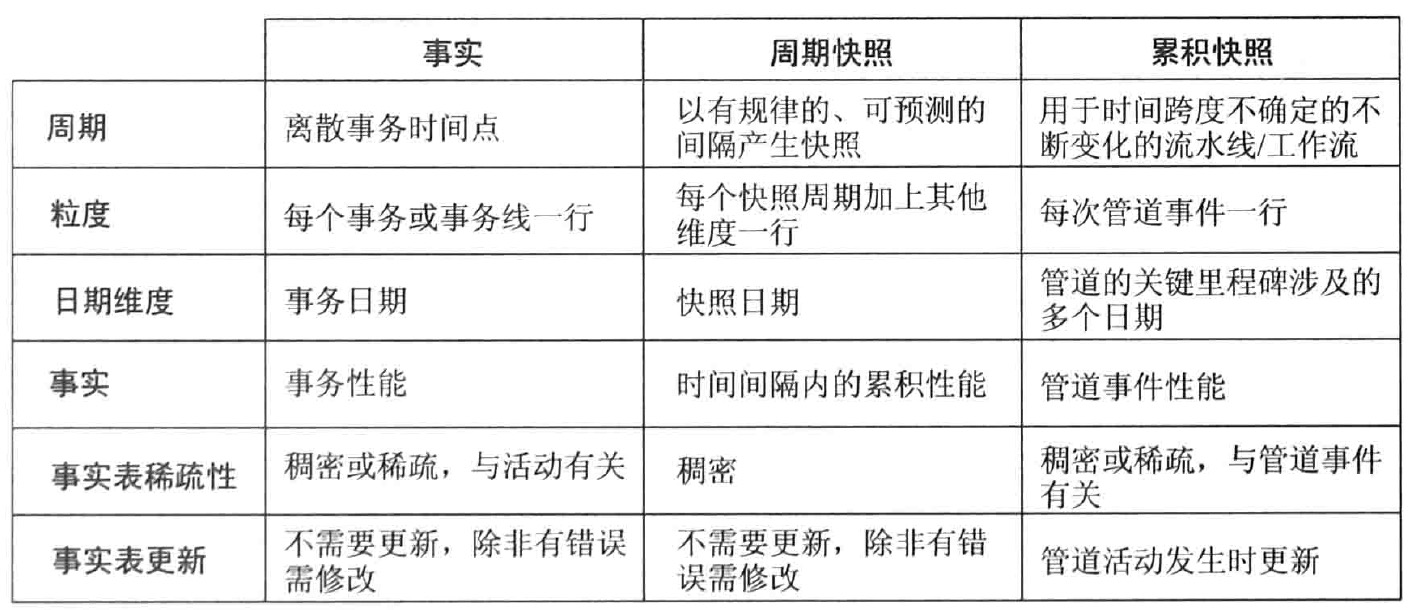 事实 周期快照 累积快照
周期 离散事务时间点 以有规律的、可预测的 用于时间跨度不确定的不
间隔产生快照 断变化的流水线/工作流
粒度 每个事务或事务线一行 每个快照周期加上其他 每次管道事件一行
维度一行
日期维度 事务日期 快照日期 管道的关键里程碑涉及的
多个日期
事实 事务性能 时间间隔内的累积性能 管道事件性能
事实表稀疏性 稠密或稀疏，与活动有关 稠密 稠密或稀疏，与管道事件
有关
事实表更新 不需要更新，除非有错误 不需要更新，除非有错 管道活动发生时更新
需修改 误需修改